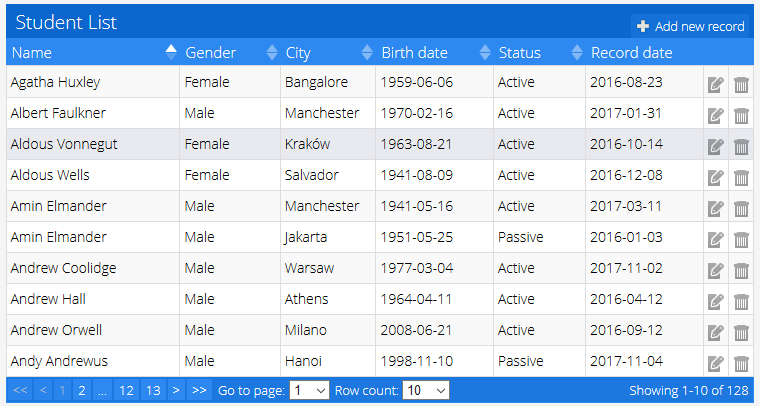 Student List
Add new record
Name Gender City Birth date Status Record date
Agatha Huxley Female Bangalore 1959-06-06 Active 2016-08-23
Albert Faulkner Male Manchester 1970-02-16 Active 2017-01-31
Aldous Vonnegut Female Kraków 1963-08-21 Active 2016-10-14
Aldous Wells Female Salvador 1941-08-09 Active 2016-12-08
Amin Elmander Male Manchester 1941-05-16 Active 2017-03-11
Amin Elmander Male Jakarta 1951-05-25 Passive 2016-01-03
Andrew Coolidge Male Warsaw 1977-03-04 Active 2017-11-02
Andrew Hall Male Athens 1964-04-11 Active 2016-04-12
Andrew Orwell Male Milano 2008-06-21 Active 2016-09-12
Andy Andrewus Male Hanoi 1998-11-10 Passive 2017-11-04
<< < 1 2 ... 12 13 > >> Go to page: 1 Row count: 10 Showing 1-10 of 128